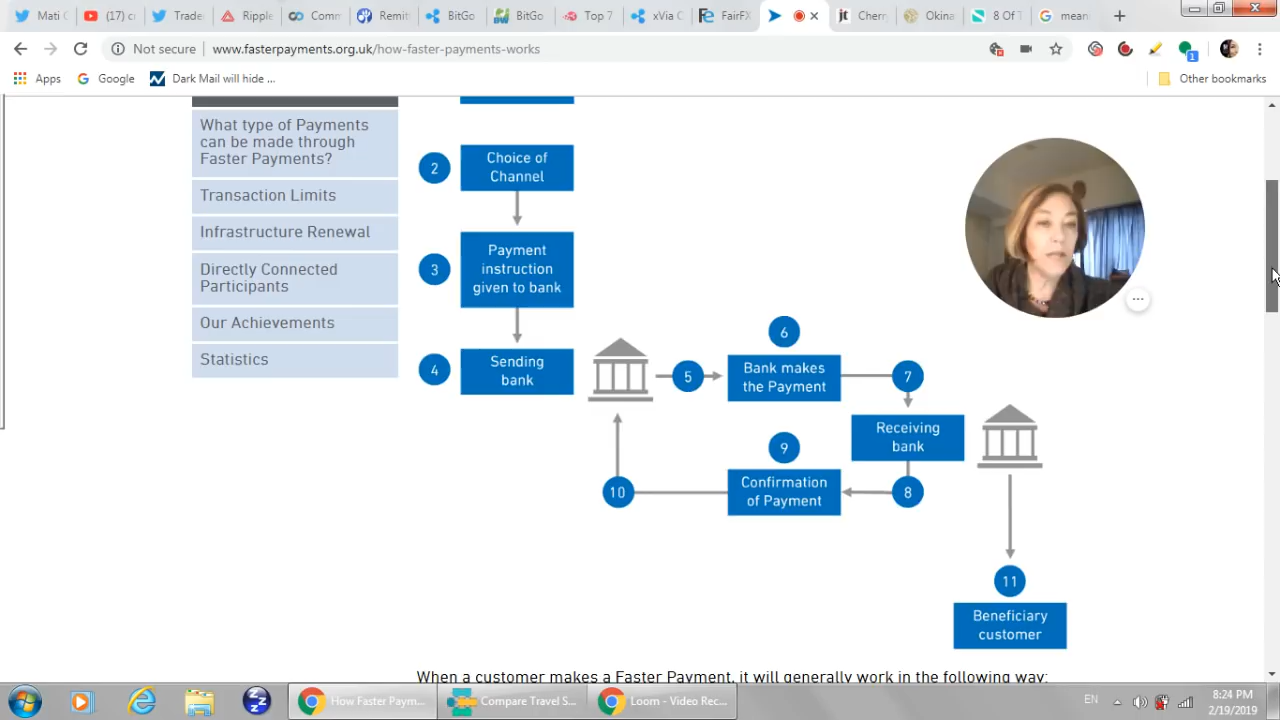 Mati
(1) c
Trade
Ripple
Comm
Remit
BitGo
BitGo
Top 7
xVia C
FairFX
Cherry
Okina
8 Of T
mean
Not secure
www.fasterpayments.org.uk/how-faster-payments-works
Apps
Google
Dark Mail will hide ...
Other bookmarks
What type of Payments
can be made through
Faster Payments?
Transaction Limits
Infrastructure Renewal
Directly Connected
Participants
Our Achievements
Statistics
2
Choice of
Channel
3
Payment
instruction
given to bank
4
Sending
bank
5
6
Bank makes
the Payment
7
Receiving
bank
8
9
Confirmation
of Payment
10
11
Beneficiary
customer
When a customer makes a Faster Payment, it will generally work in the following way:
How Faster Paym...
Compare Travel S...
Loom - Video Rec...
EN
8:24 PM
2/19/2019